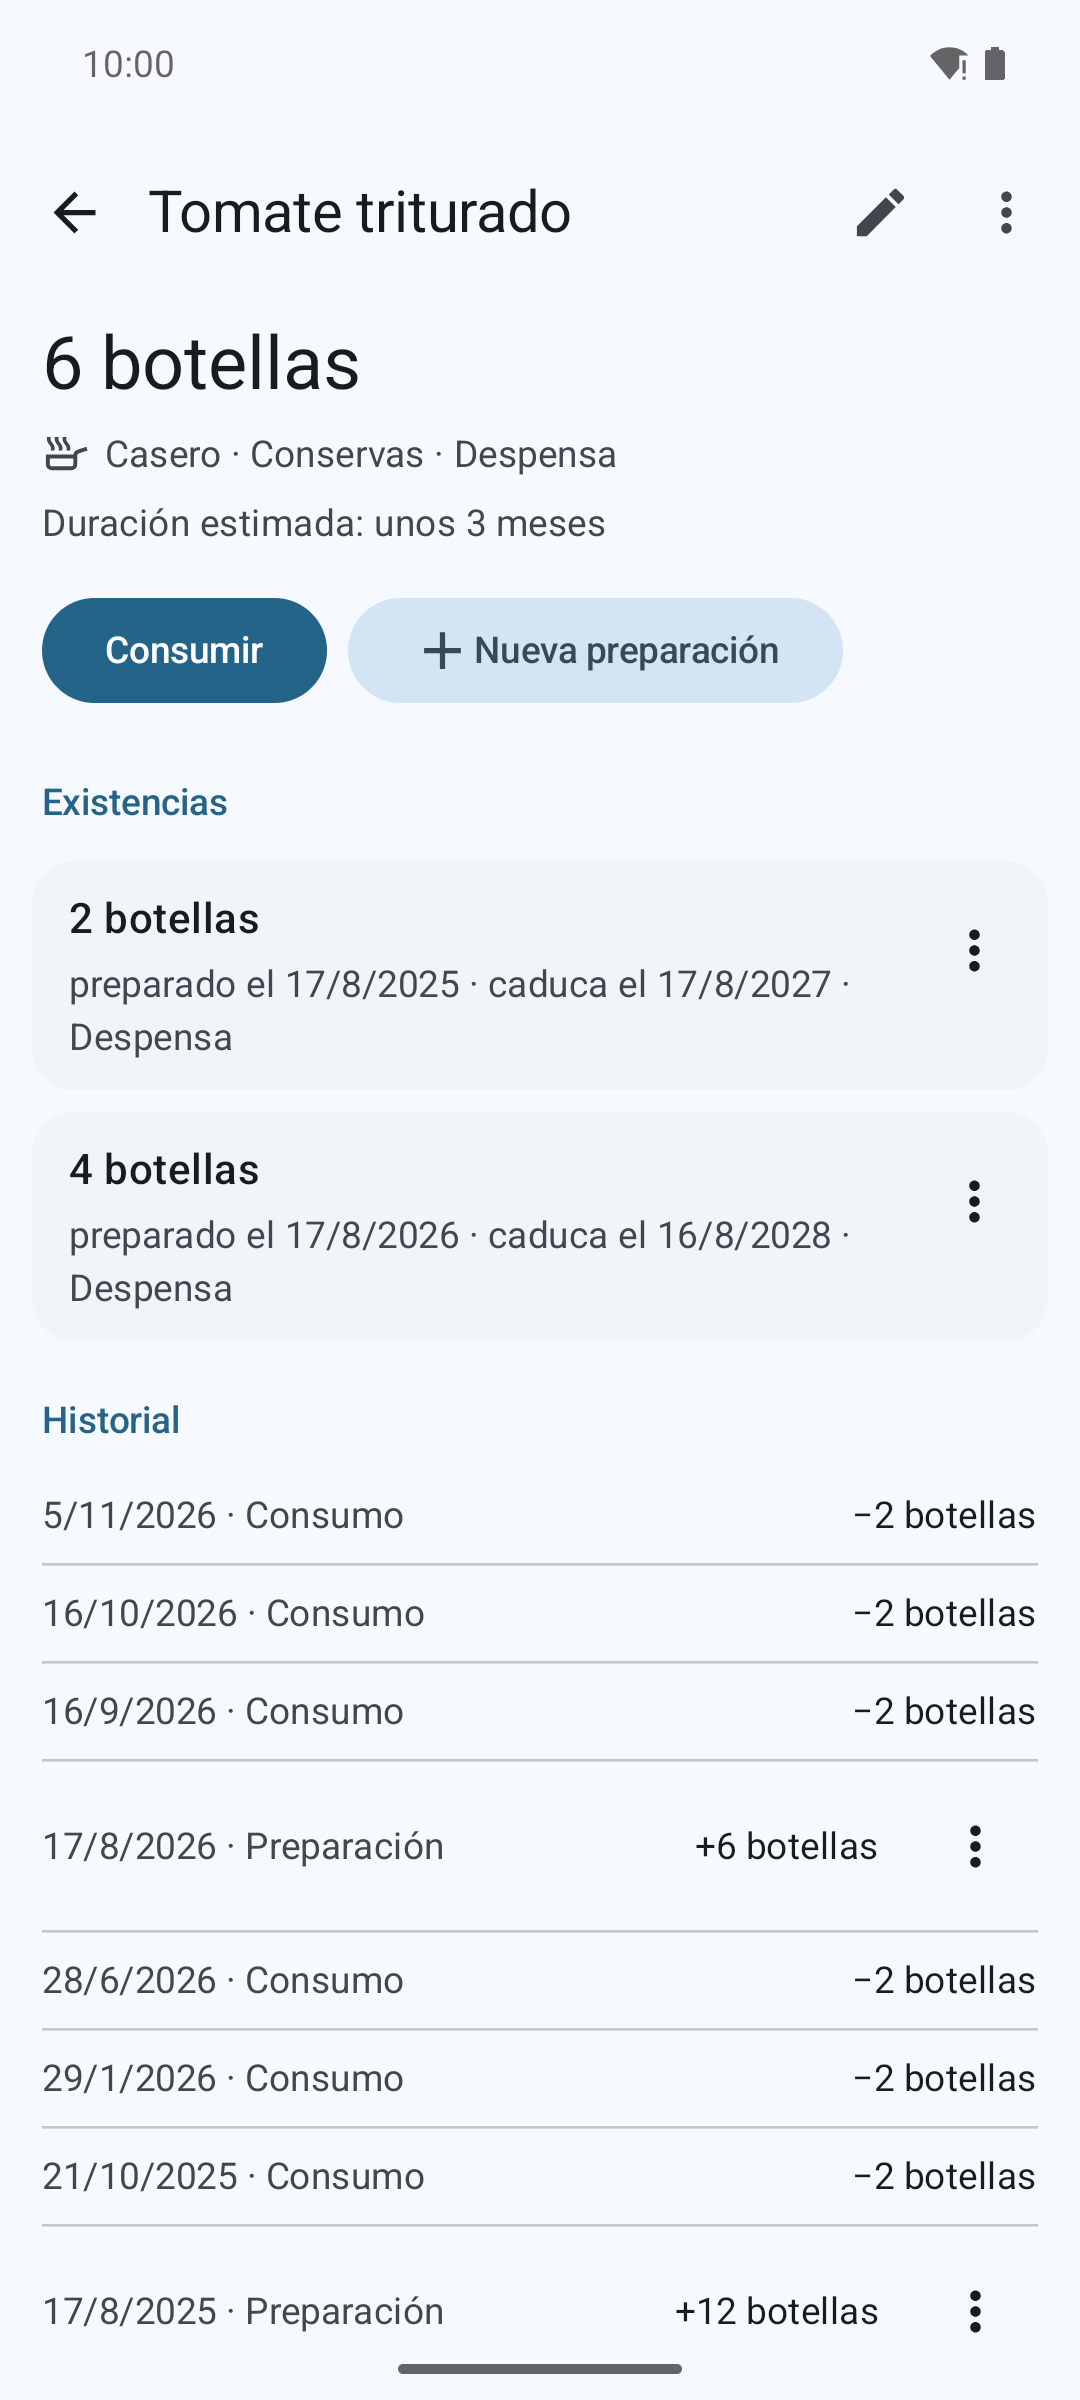 10:00
Tomate triturado
6 botellas
Casero · Conservas · Despensa
Duración estimada: unos 3 meses
Consumir
Nueva preparación
Existencias
2 botellas
preparado el 17/8/2025 · caduca el 17/8/2027 ·
Despensa
4 botellas
preparado el 17/8/2026 · caduca el 16/8/2028 ·
Despensa
Historial
5/11/2026 · Consumo −2 botellas
16/10/2026 · Consumo −2 botellas
16/9/2026 · Consumo −2 botellas
17/8/2026 · Preparación +6 botellas
28/6/2026 · Consumo −2 botellas
29/1/2026 · Consumo −2 botellas
21/10/2025 · Consumo −2 botellas
17/8/2025 · Preparación +12 botellas